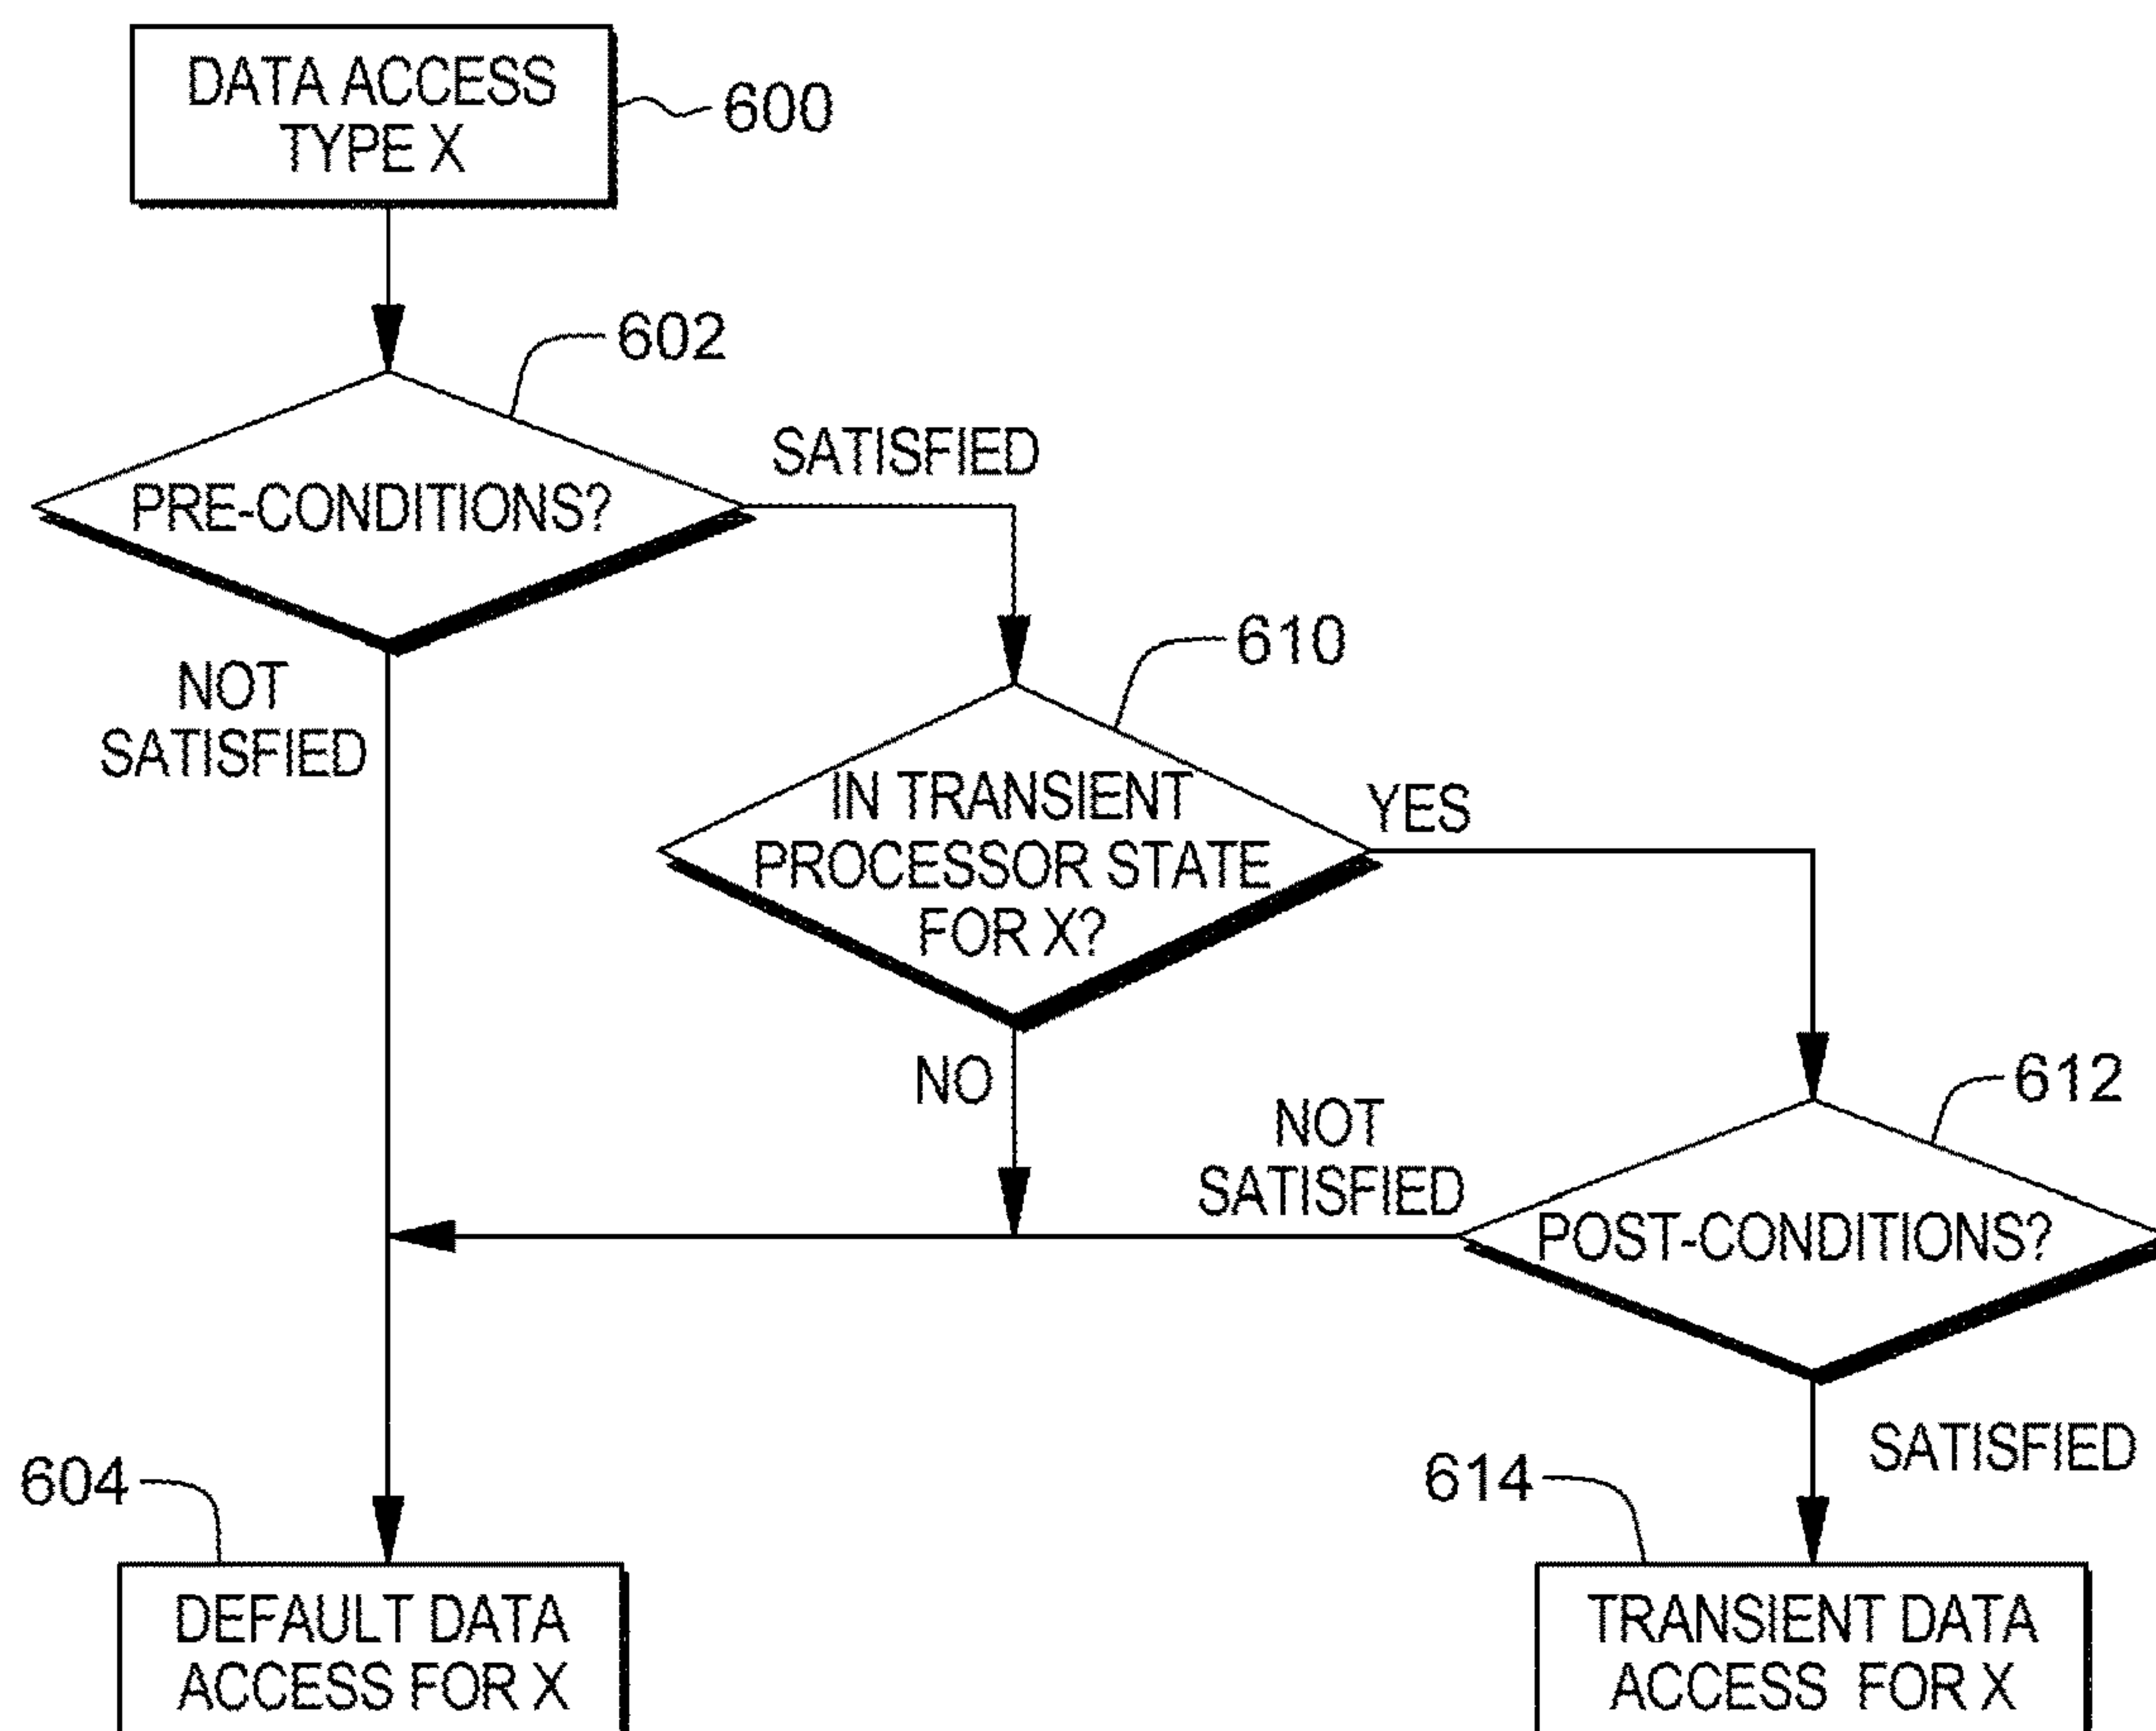 DATA ACCESS
TYPE X
600
602
PRE-CONDITIONS?
SATISFIED
NOT
SATISFIED
610
IN TRANSIENT
PROCESSOR STATE
FOR X?
YES
NO
612
NOT
SATISFIED
POST-CONDITIONS?
SATISFIED
604
DEFAULT DATA
ACCESS FOR X
614
TRANSIENT DATA
ACCESS FOR X